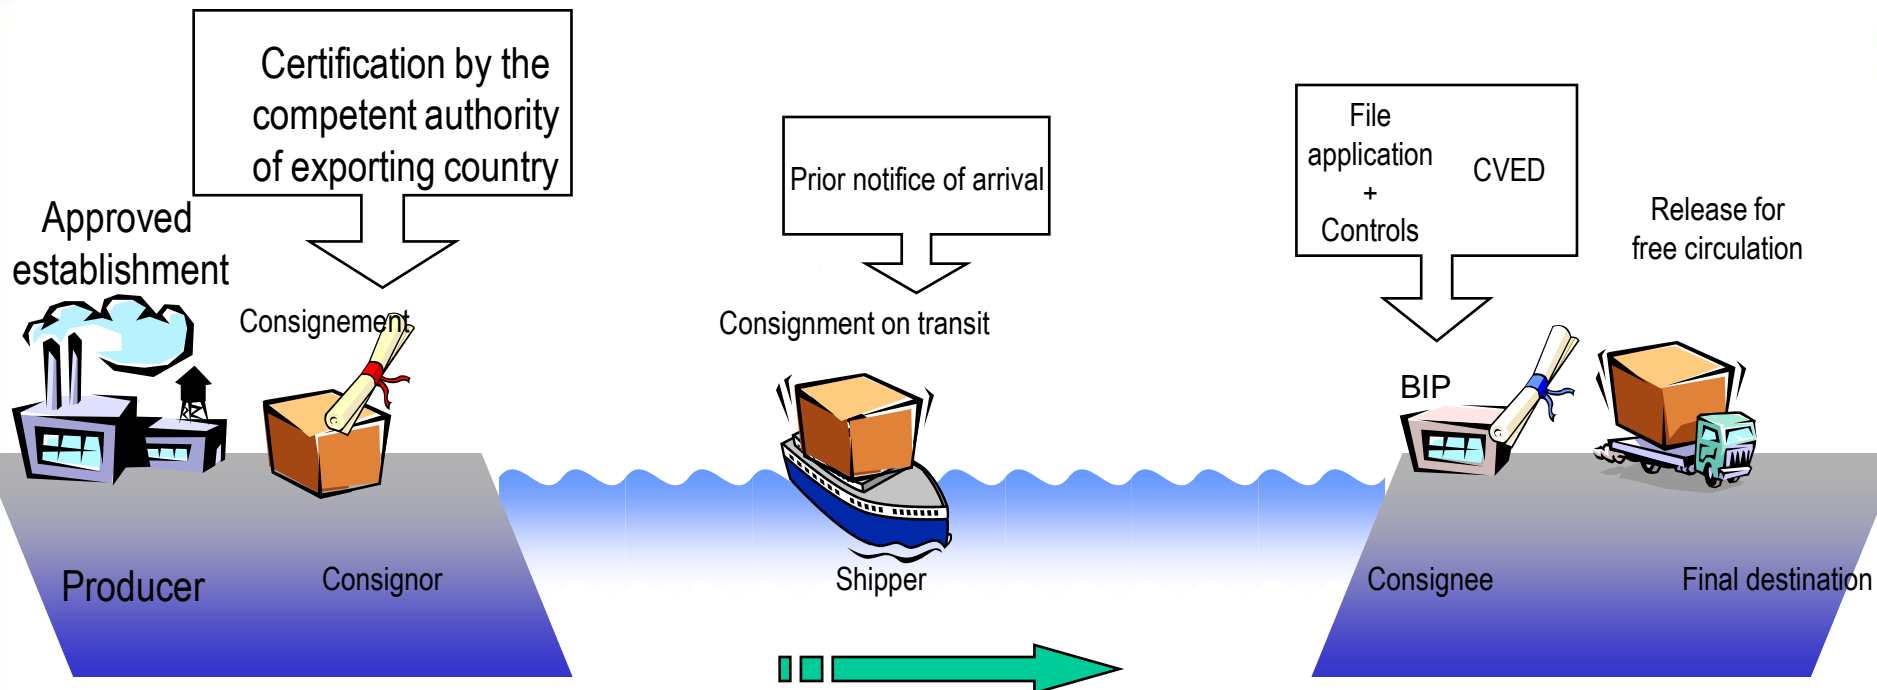 Certification by the
competent authority
of exporting country
Approved
establishment
Consignement
Prior notifice of arrival
Consignment on transit
File
application
+
Controls
CVED
Release for
free circulation
BIP
Producer
Consignor
Shipper
Consignee
Final destination